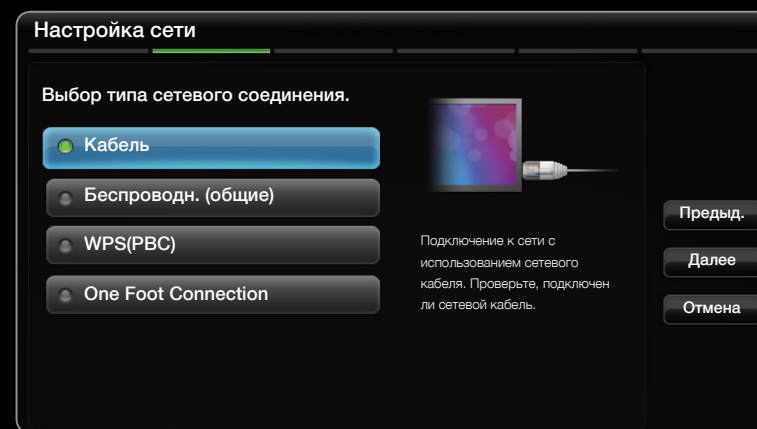 Настройка сети
Выбор типа сетевого соединения.
Кабель
Беспроводн. (общие)
WPS(PBC)
One Foot Connection
Подключение к сети с
использованием сетевого
кабеля. Проверьте, подключен
ли сетевой кабель.
Предыд.
Далее
Отмена